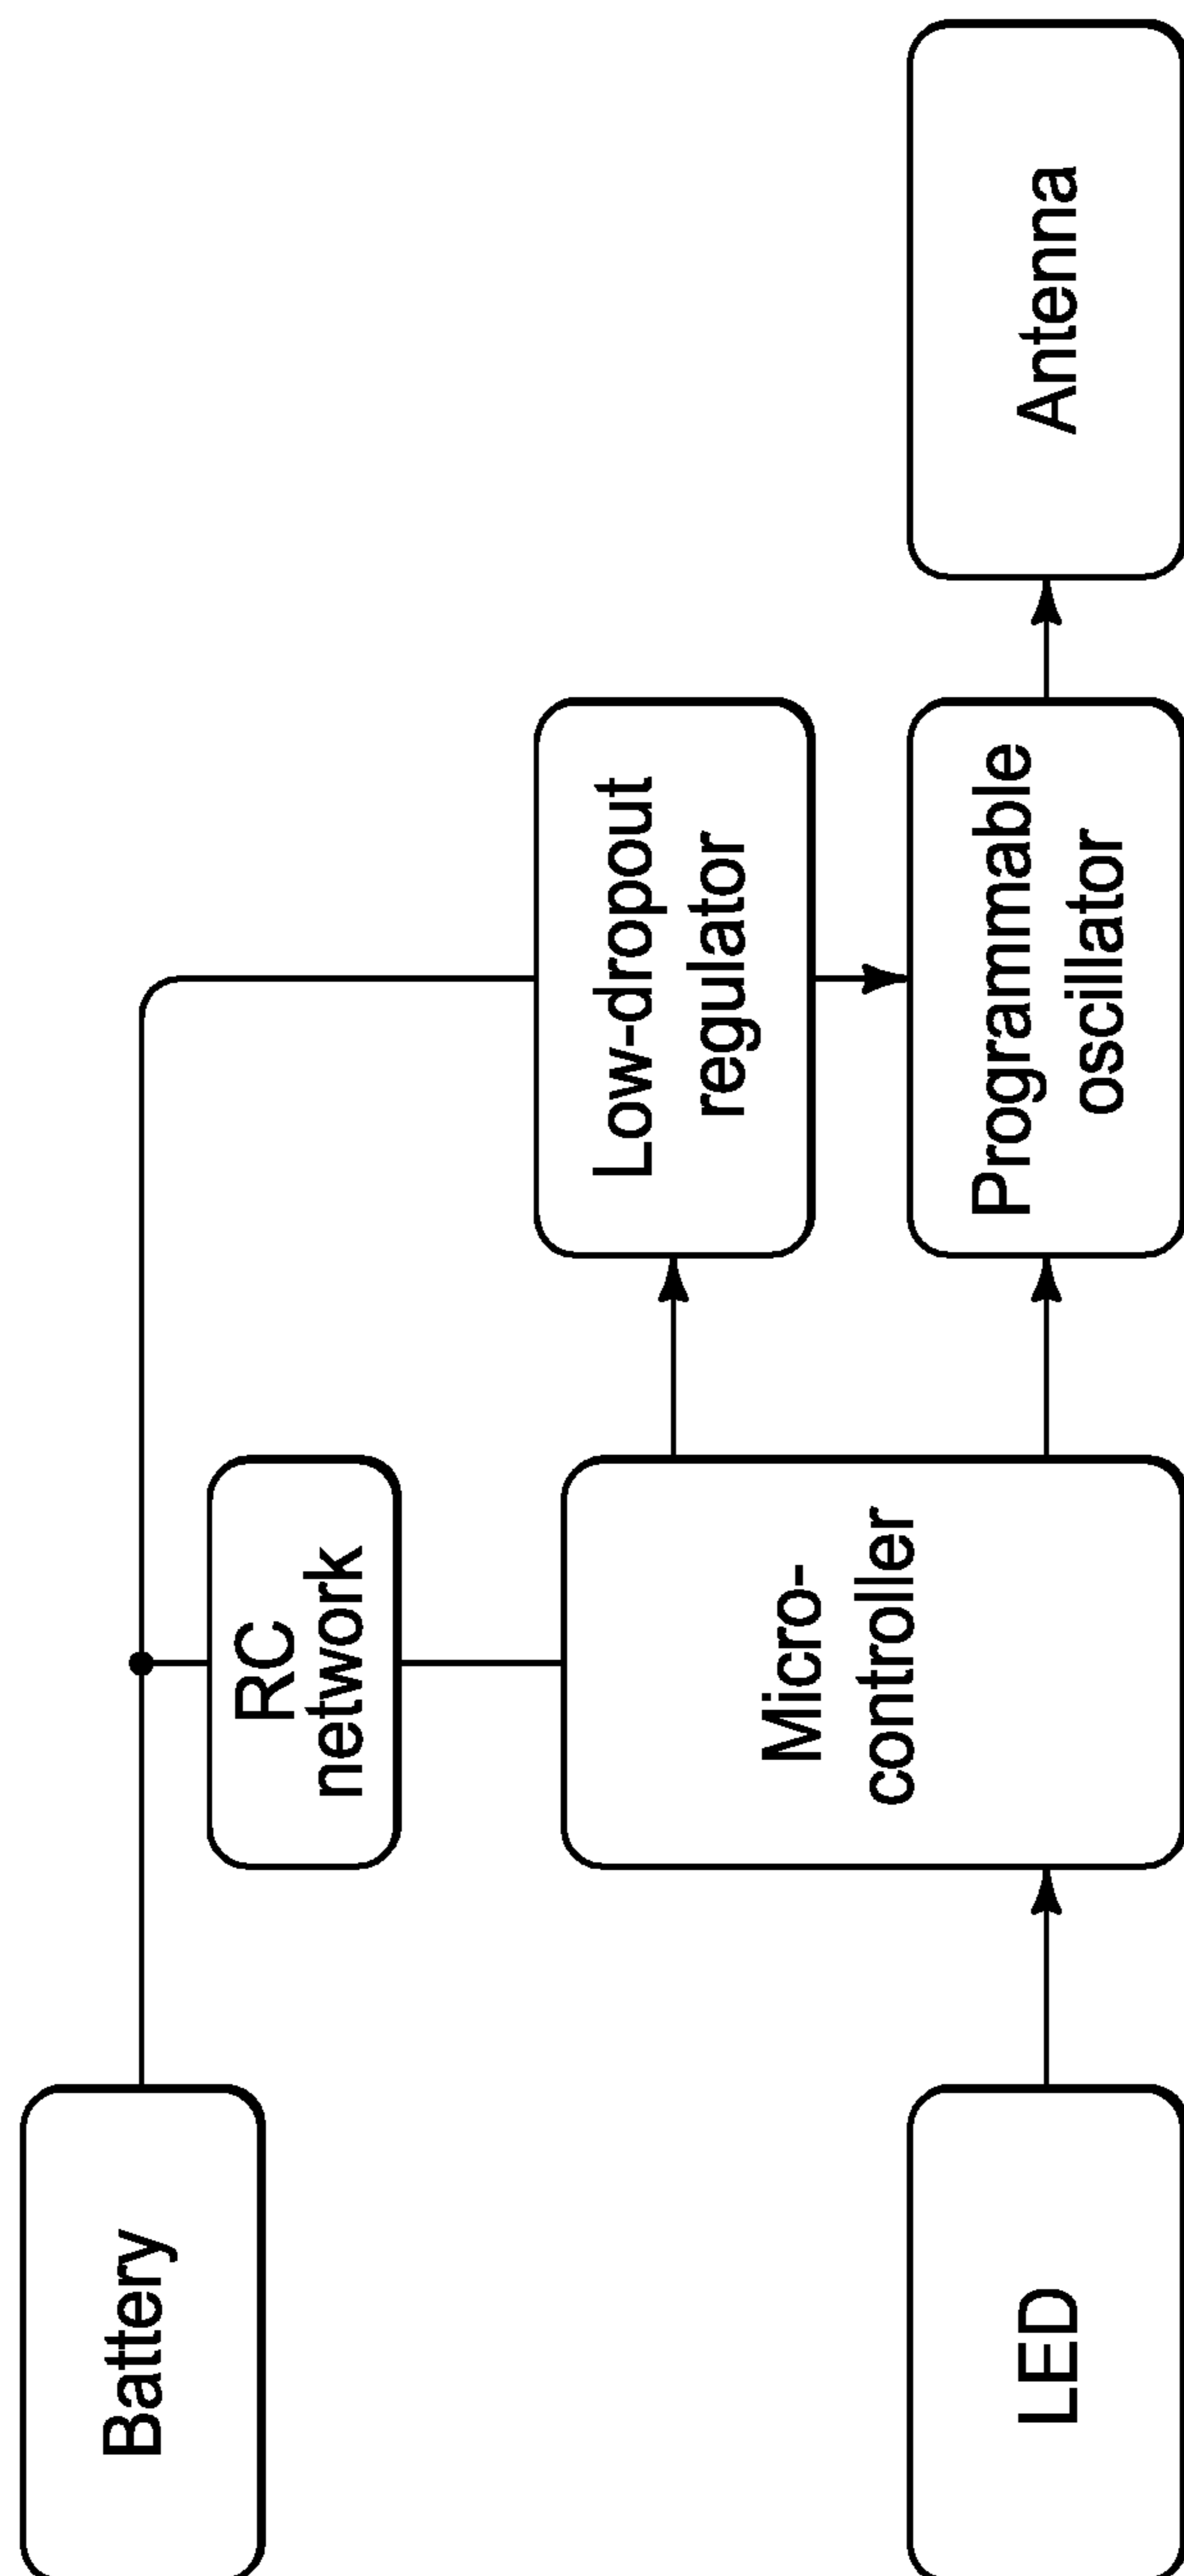 Battery
RC
network
Low-dropout
regulator
Micro-
controller
LED
Programmable
oscillator
Antenna